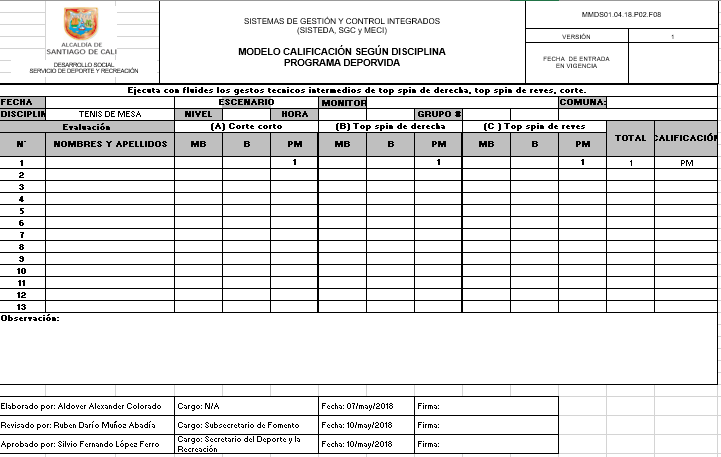 ALCALDÍA DE
SANTIAGO DE CALI
DESARROLLO SOCIAL
SERVICIO DE DEPORTE Y RECREACIÓN
SISTEMAS DE GESTIÓN Y CONTROL INTEGRADOS
(SISTEDA, SGC y MECI)
MODELO CALIFICACIÓN SEGÚN DISCIPLINA
PROGRAMA DEPORVIDA
MMDS01.04.18.P02.F08
VERSIÓN 1
FECHA DE ENTRADA
EN VIGENCIA
Ejecuta con fluides los gestos tecnicos intermedios de top spin de derecha, top spin de reves, corte.
FECHA ESCENARIO MONITOR COMUNA:
DISCIPLIN TENIS DE MESA NIVEL HORA GRUPO #
Evaluación (A) Corte corto (B) Top spin de derecha (C ) Top spin de reves TOTAL CALIFICACIÓN
N° NOMBRES Y APELLIDOS MB B PM MB B PM MB B PM
1 1 1 1 1 PM
2
3
4
5
6
7
8
9
10
11
12
13
Observación:
Elaborado por: Aldover Alexander Colorado Cargo: N/A Fecha: 07/may/2018 Firma:
Revisado por: Ruben Darío Muñoz Abadía Cargo: Subsecretario de Fomento Fecha: 10/may/2018 Firma:
Aprobado por: Silvio Fernando López Ferro Cargo: Secretario del Deporte y la Recreación Fecha: 10/may/2018 Firma: